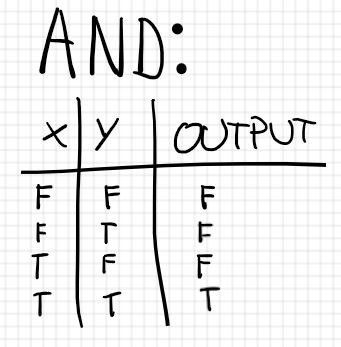 AND:
X Y OUTPUT
F F F
F T F
T F F
T T T